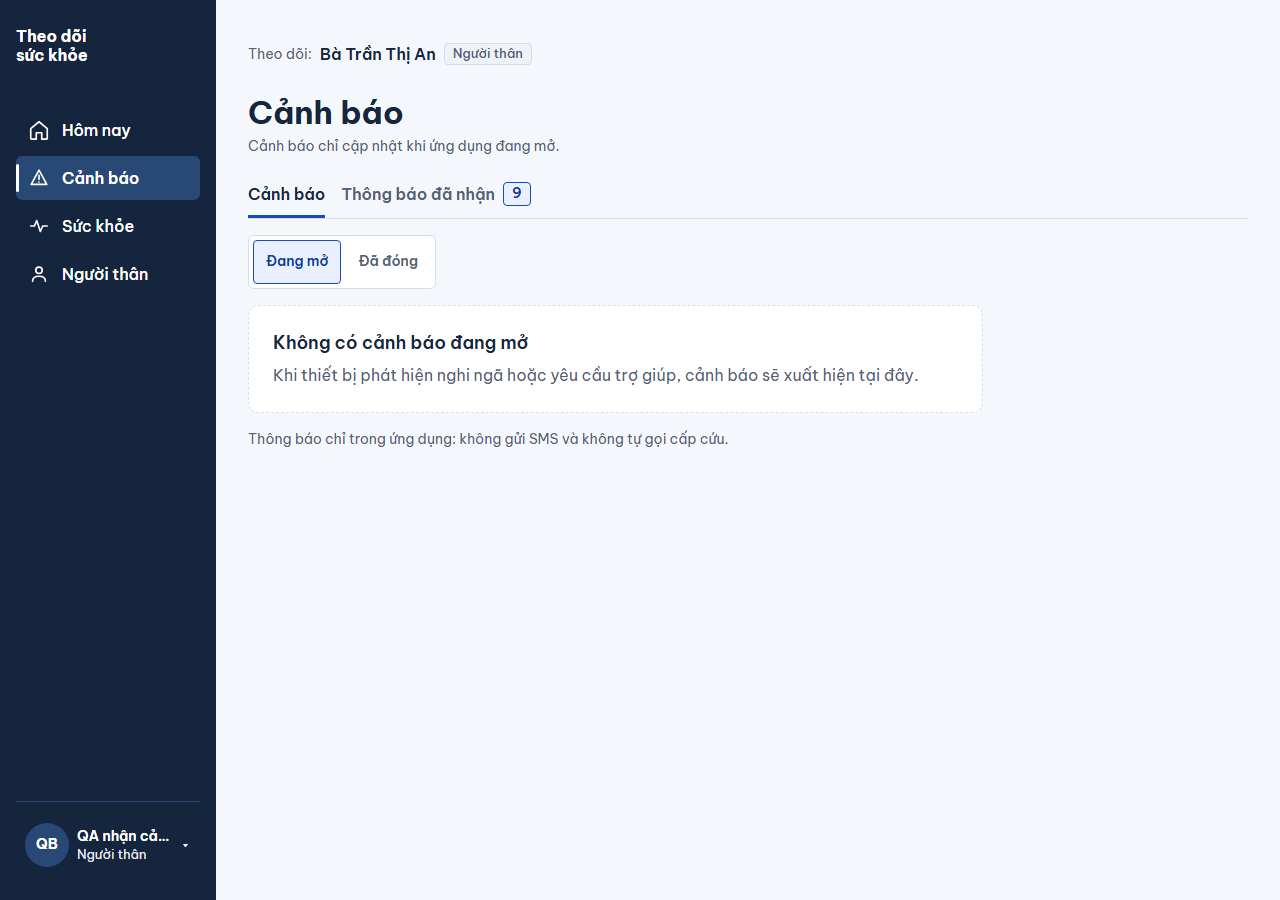 Theo dõi
sức khỏe
Hôm nay
Cảnh báo
Sức khỏe
Người thân
QB
QA nhận cả...
Người thân
Theo dõi: Bà Trần Thị An Người thân
Cảnh báo
Cảnh báo chỉ cập nhật khi ứng dụng đang mở.
Cảnh báo Thông báo đã nhận 9
Đang mở Đã đóng
Không có cảnh báo đang mở
Khi thiết bị phát hiện nghi ngã hoặc yêu cầu trợ giúp, cảnh báo sẽ xuất hiện tại đây.
Thông báo chỉ trong ứng dụng: không gửi SMS và không tự gọi cấp cứu.